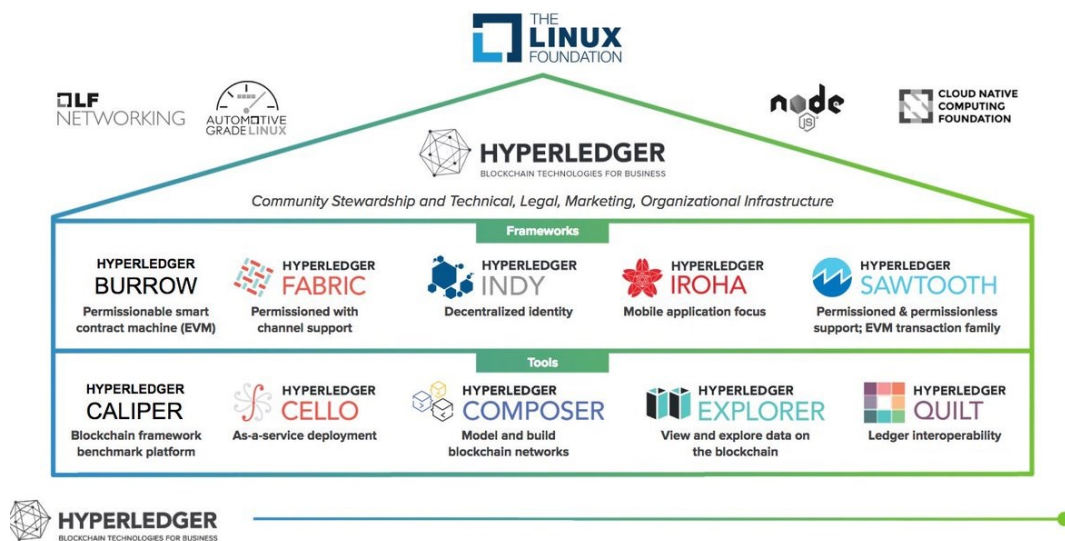 THE
LINUX
FOUNDATION
LF
NETWORKING
AUTOMOTIVE
GRADE LINUX
node
JS
CLOUD NATIVE
COMPUTING
FOUNDATION
HYPERLEDGER
BLOCKCHAIN TECHNOLOGIES FOR BUSINESS
Community Stewardship and Technical, Legal, Marketing, Organizational Infrastructure
Frameworks
HYPERLEDGER
BURROW
Permissionable smart
contract machine (EVM)
HYPERLEDGER
FABRIC
Permissioned with
channel support
HYPERLEDGER
INDY
Decentralized identity
HYPERLEDGER
IROHA
Mobile application focus
HYPERLEDGER
SAWTOOTH
Permissioned & permissionless
support; EVM transaction family
Tools
HYPERLEDGER
CALIPER
Blockchain framework
benchmark platform
HYPERLEDGER
CELLO
As-a-service deployment
HYPERLEDGER
COMPOSER
Model and build
blockchain networks
HYPERLEDGER
EXPLORER
View and explore data on
the blockchain
HYPERLEDGER
QUILT
Ledger interoperability
HYPERLEDGER
BLOCKCHAIN TECHNOLOGIES FOR BUSINESS